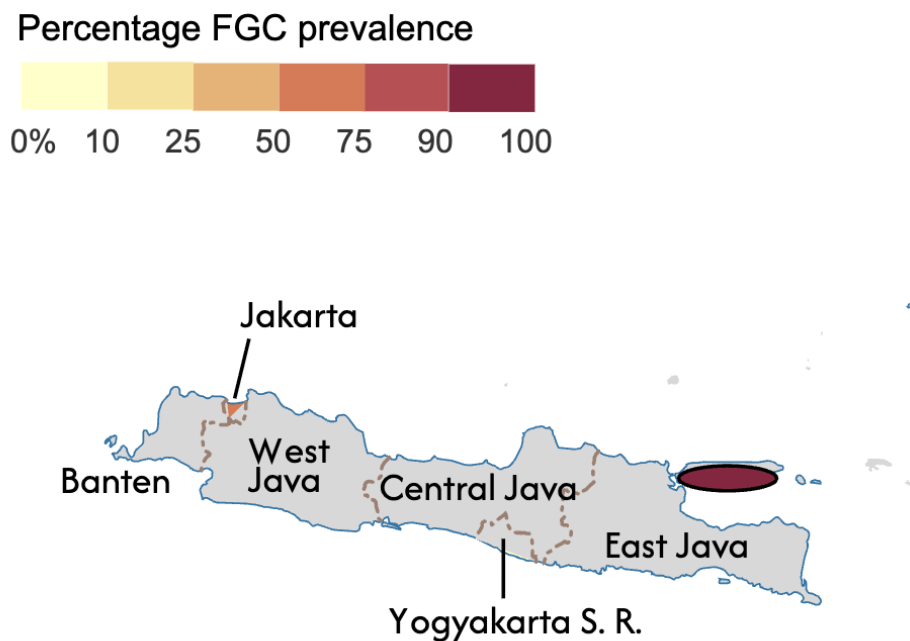 Percentage FGC prevalence
0% 10 25 50 75 90 100
Jakarta
West
Java
Banten
Central Java
East Java
Yogyakarta S. R.